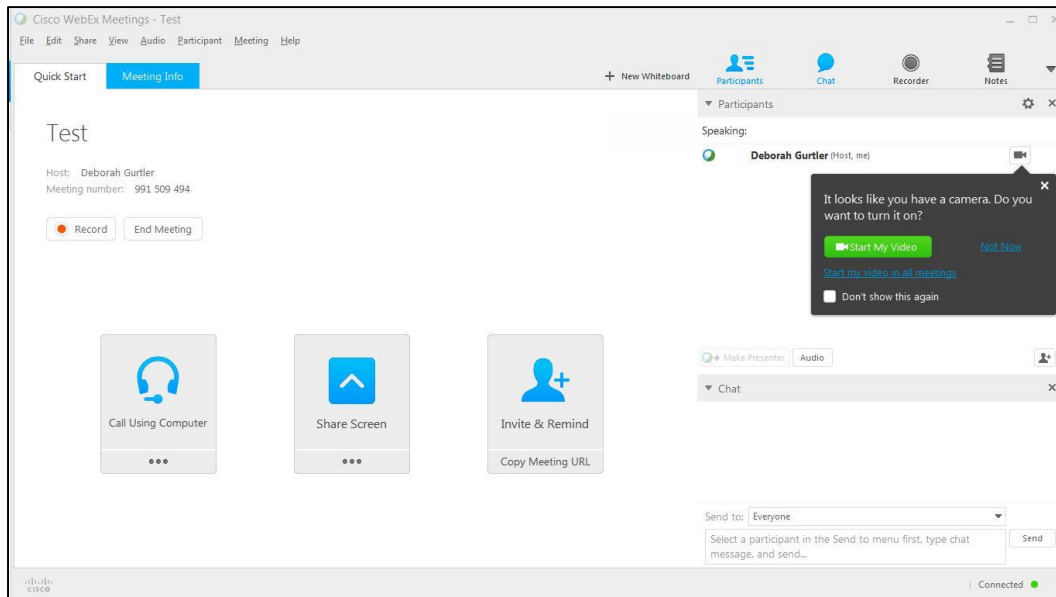 Cisco WebEx Meetings - Test
File Edit Share View Audio Participant Meeting Help
Quick Start
Meeting Info
+ New Whiteboard
Participants
Chat
Recorder
Notes
Test
Host: Deborah Gurtler
Meeting number: 991 509 494
Record
End Meeting
Call Using Computer
Share Screen
Invite & Remind
Copy Meeting URL
Participants
Speaking:
Deborah Gurtler (Host, me)
It looks like you have a camera. Do you
want to turn it on?
Start My Video
Not Now
Start my video in all meetings
Don't show this again
Make Presenter
Audio
Chat
Send to: Everyone
Select a participant in the Send to menu first, type chat
message, and send...
Send
cisco
Connected